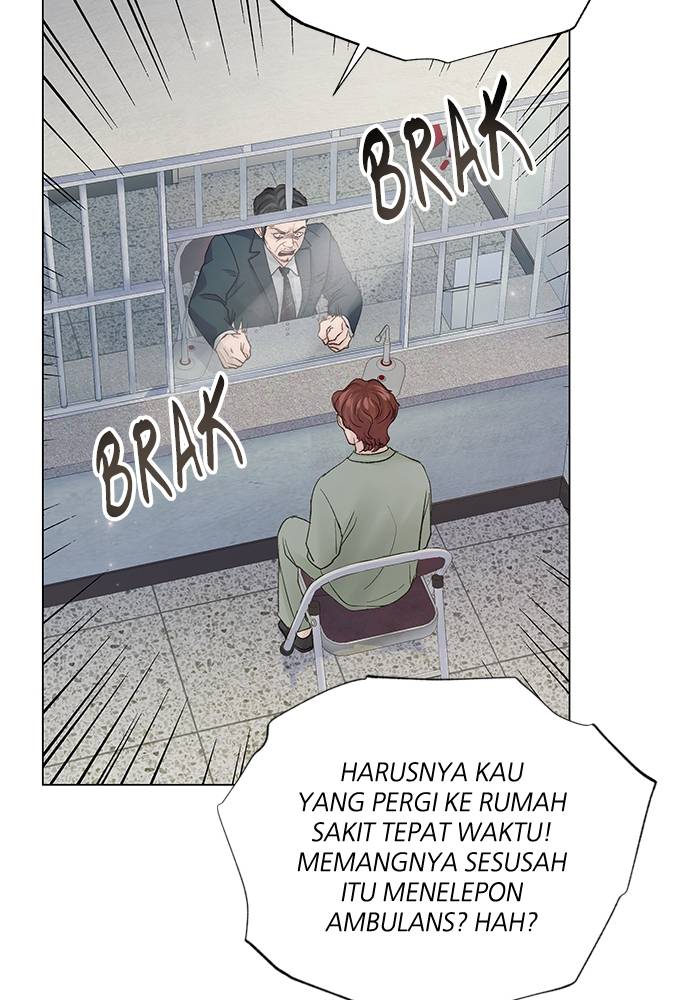 BRAK
BRAK
HARUSNYA KAU
YANG PERGI KE RUMAH
SAKIT TEPAT WAKTU!
MEMANGNYA SESUSAH
ITU MENELEPON
AMBULANS? HAH?